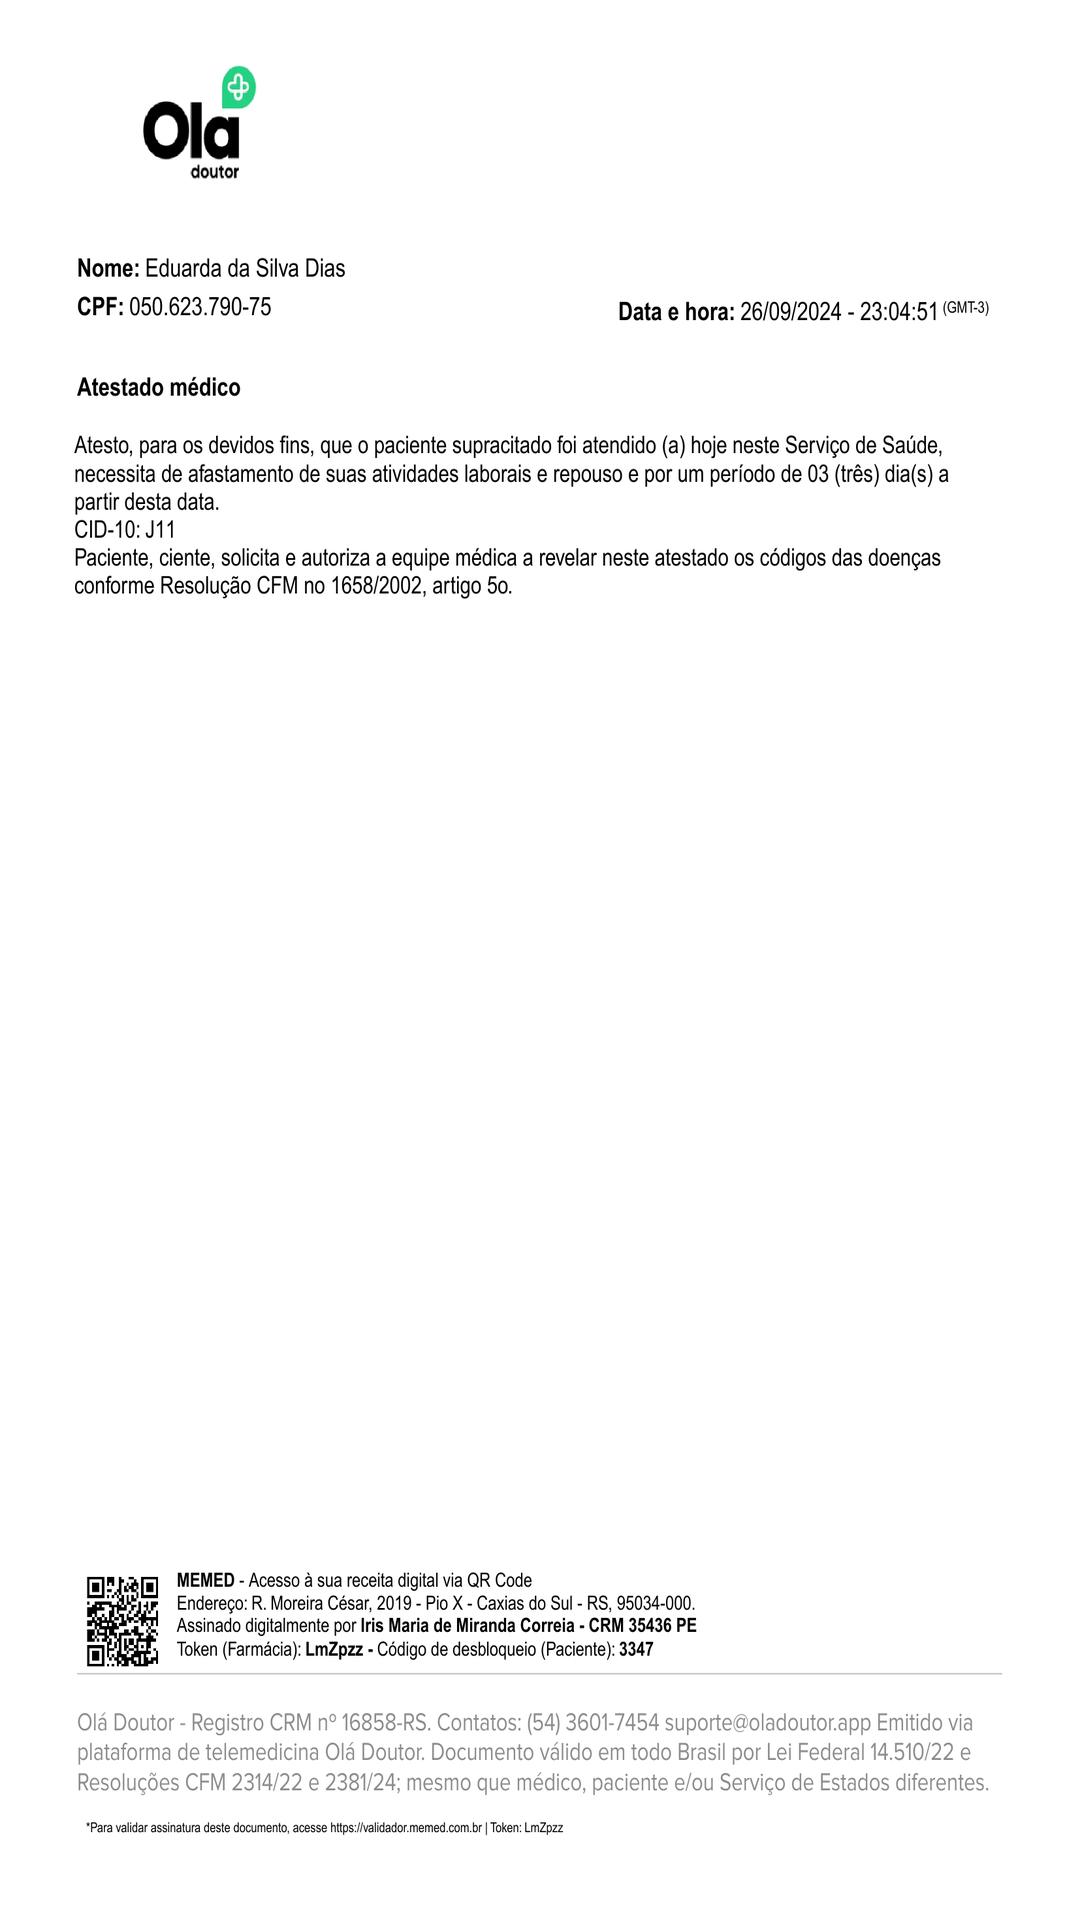 Olá
doutor
Nome: Eduarda da Silva Dias
CPF: 050.623.790-75
Data e hora: 26/09/2024 - 23:04:51 (GMT-3)
Atestado médico
Atesto, para os devidos fins, que o paciente supracitado foi atendido (a) hoje neste Serviço de Saúde,
necessita de afastamento de suas atividades laborais e repouso e por um período de 03 (três) dia(s) a
partir desta data.
CID-10: J11
Paciente, ciente, solicita e autoriza a equipe médica a revelar neste atestado os códigos das doenças
conforme Resolução CFM no 1658/2002, artigo 5o.
MEMED - Acesso à sua receita digital via QR Code
Endereço: R. Moreira César, 2019 - Pio X - Caxias do Sul - RS, 95034-000.
Assinado digitalmente por Iris Maria de Miranda Correia - CRM 35436 PE
Token (Farmácia): LmZpzz - Código de desbloqueio (Paciente): 3347
Olá Doutor - Registro CRM nº 16858-RS. Contatos: (54) 3601-7454 suporte@oladoutor.app Emitido via
plataforma de telemedicina Olá Doutor. Documento válido em todo Brasil por Lei Federal 14.510/22 e
Resoluções CFM 2314/22 e 2381/24; mesmo que médico, paciente e/ou Serviço de Estados diferentes.
*Para validar assinatura deste documento, acesse https://validador.memed.com.br | Token: LmZpzz